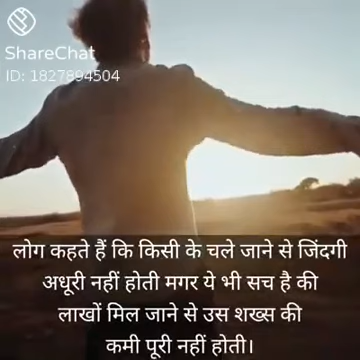 ShareChat
ID: 1827894504
लोग कहते हैं कि किसी के चले जाने से जिंदगी
अधूरी नहीं होती मगर ये भी सच है की
लाखों मिल जाने से उस शख्स की
कमी पूरी नहीं होती।